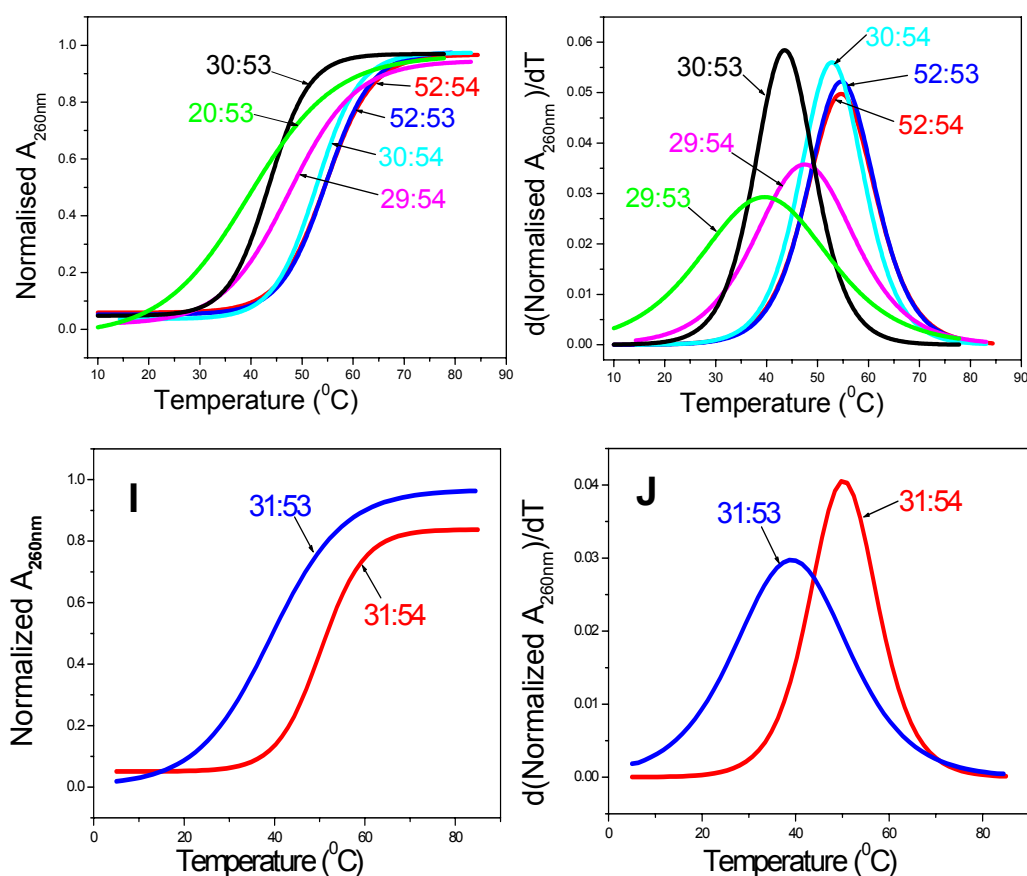 Normalised A260nm
1.0
0.8
0.6
0.4
0.2
0.0
30:53
20:53
52:54
52:53
30:54
29:54
10 20 30 40 50 60 70 80 90
Temperature (0C)
d(Normalised A260nm)/dT
0.06
0.05
0.04
0.03
0.02
0.01
0.00
30:54
30:53
52:53
52:54
29:54
29:53
10 20 30 40 50 60 70 80 90
Temperature (0C)
Normalized A260nm
I
1.0
0.8
0.6
0.4
0.2
0.0
31:53
31:54
0 20 40 60 80
Temperature (0C)
d(Normalized A260nm)/dT
J
0.04
0.03
0.02
0.01
0.00
31:53
31:54
0 20 40 60 80
Temperature (0C)